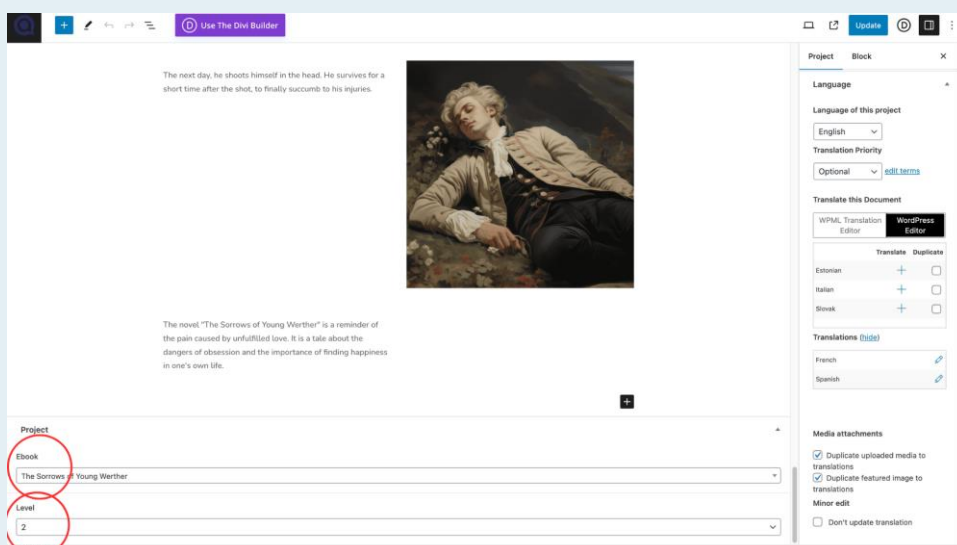 Use The Divi Builder
Update
The next day, he shoots himself in the head. He survives for a
short time after the shot, to finally succumb to his injuries.
The novel "The Sorrows of Young Werther" is a reminder of
the pain caused by unfulfilled love. It is a tale about the
dangers of obsession and the importance of finding happiness
in one's own life.
Project
Ebook
The Sorrows of Young Werther
Level
2
Project Block
Language
Language of this project
English
Translation Priority
Optional edit terms
Translate this Document
WPML Translation
Editor
WordPress
Editor
Translate Duplicate
Estonian
Italian
Slovak
Translations (hide)
French
Spanish
Media attachments
Duplicate uploaded media to
translations
Duplicate featured image to
translations
Minor edit
Don't update translation